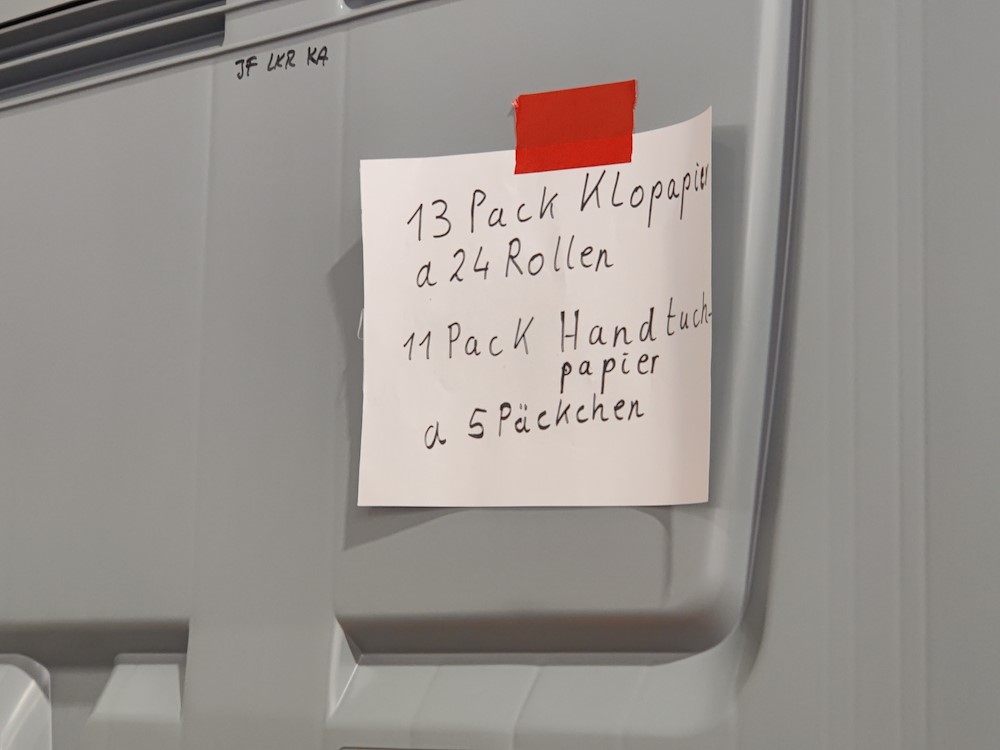 JF LKR KA
13 Pack Klopapier
a 24 Rollen
11 Pack Handtuch-
papier
a 5 Päckchen